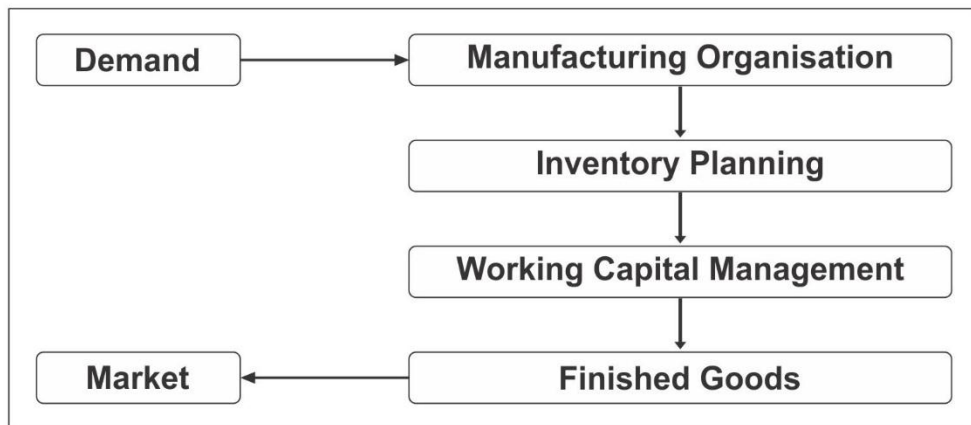 Demand
Manufacturing Organisation
Inventory Planning
Working Capital Management
Market
Finished Goods